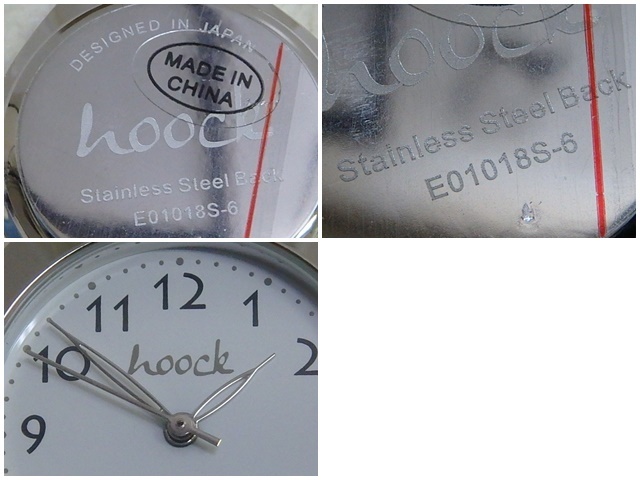 DESIGNED IN JAPAN
MADE IN
CHINA
hoock
Stainless Steel Back
E01018S-6
hoock
Stainless Steel Back
E01018S-6
12
11
1
10
hoock
2
9